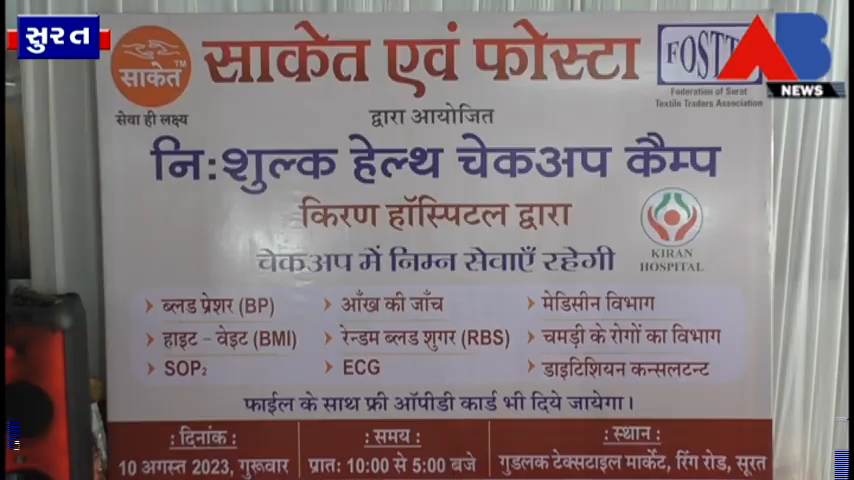 સુરત
साकेत TM
सेवा ही लक्ष्य
साकेत एवं फोस्टा
Federation of Surat
Textile Traders Association
AB
NEWS
द्वारा आयोजित
नि:शुल्क हेल्थ चेकअप कैम्प
किरण हॉस्पिटल द्वारा
KIRAN
HOSPITAL
चेकअप में निम्न सेवाएँ रहेगी
ब्लड प्रेशर (BP)
आँख की जाँच
मेडिसीन विभाग
हाइट - वेइट (BMI)
रेन्डम ब्लड शुगर (RBS)
चमड़ी के रोगों का विभाग
SOP₂
ECG
डाइटिशियन कन्सलटन्ट
फाईल के साथ फ्री ऑपीडी कार्ड भी दिये जायेगा।
: दिनांक :
: समय :
: स्थान :
10 अगस्त 2023, गुरूवार
प्रात: 10:00 से 5:00 बजे
गुडलक टेक्सटाइल मार्केट, रिंग रोड, सूरत